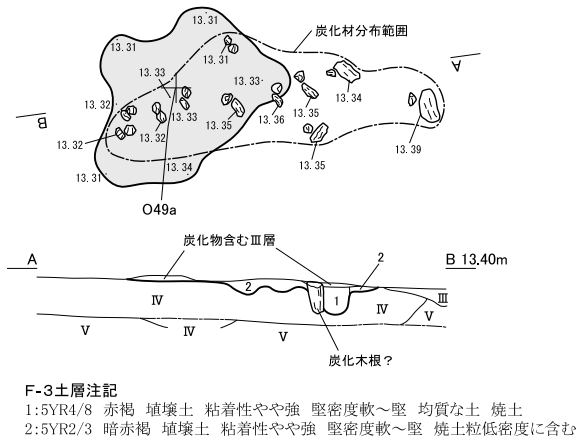 13.31
13.31
炭化材分布範囲
13.31
A
13.33
13.33
13.34
13.32
13.33
13.35
13.36
13.35
B
13.32
13.32
13.39
13.35
13.34
13.31
O49a
炭化物含むⅢ層
A
2
B 13.40m
2
1
Ⅳ
Ⅳ
Ⅲ
Ⅴ
Ⅳ
Ⅴ
Ⅴ
炭化木根？
F-3土層注記
1:5YR4/8 赤褐 埴壌土 粘着性やや強 堅密度軟～堅 均質な土 焼土
2:5YR2/3 暗赤褐 埴壌土 粘着性やや強 堅密度軟～堅 焼土粒低密度に含む